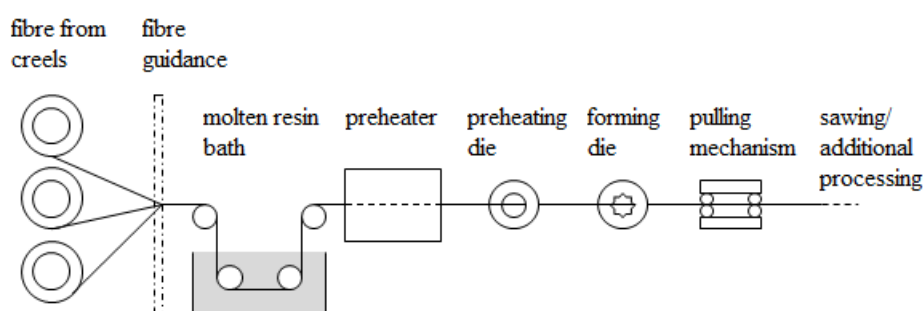 fibre from
creels
fibre
guidance
molten resin
bath
preheater
preheating
die
forming
die
pulling
mechanism
sawing/
additional
processing